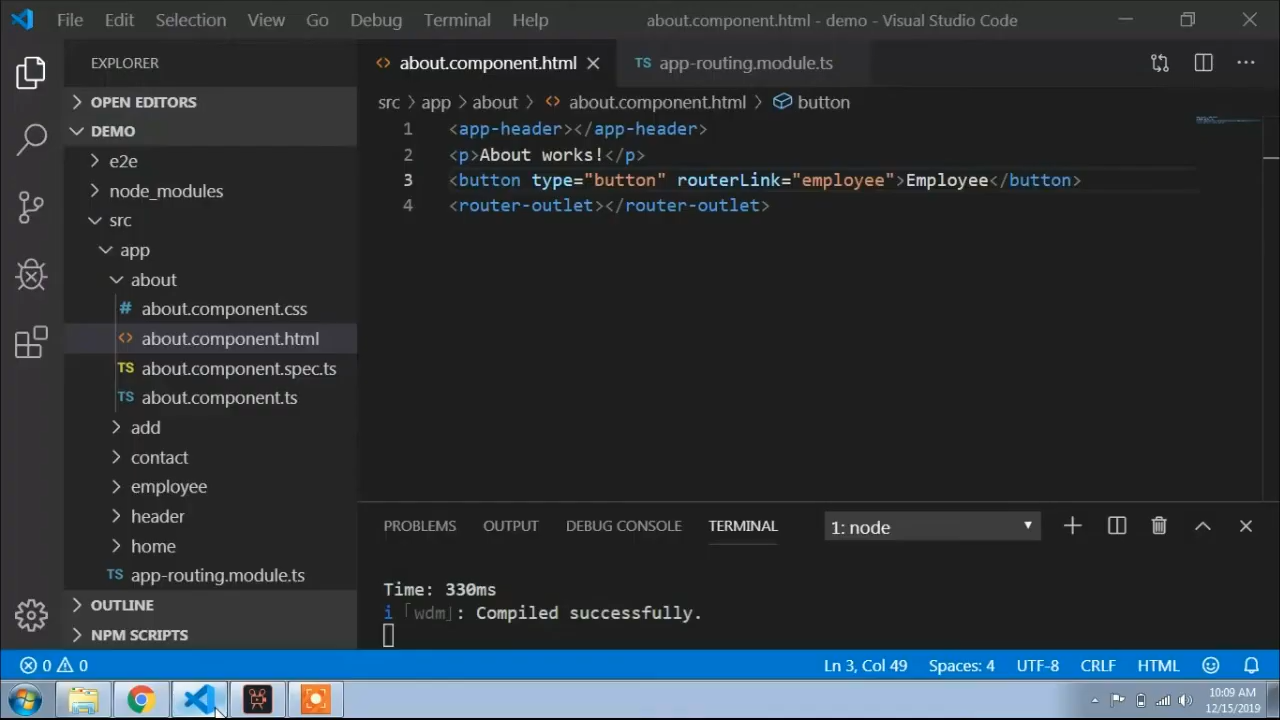 File Edit Selection View Go Debug Terminal Help about.component.html - demo - Visual Studio Code
EXPLORER
OPEN EDITORS
DEMO
e2e
node_modules
src
app
about
# about.component.css
<> about.component.html
TS about.component.spec.ts
TS about.component.ts
add
contact
employee
header
home
TS app-routing.module.ts
OUTLINE
NPM SCRIPTS
<> about.component.html TS app-routing.module.ts
src > app > about > <> about.component.html > button
1 <app-header></app-header>
2 <p>About works!</p>
3 <button type="button" routerLink="employee">Employee</button>
4 <router-outlet></router-outlet>
PROBLEMS OUTPUT DEBUG CONSOLE TERMINAL 1: node
Time: 330ms
i 「wdm」: Compiled successfully.
0 0 Ln 3, Col 49 Spaces: 4 UTF-8 CRLF HTML
10:09 AM
12/15/2019